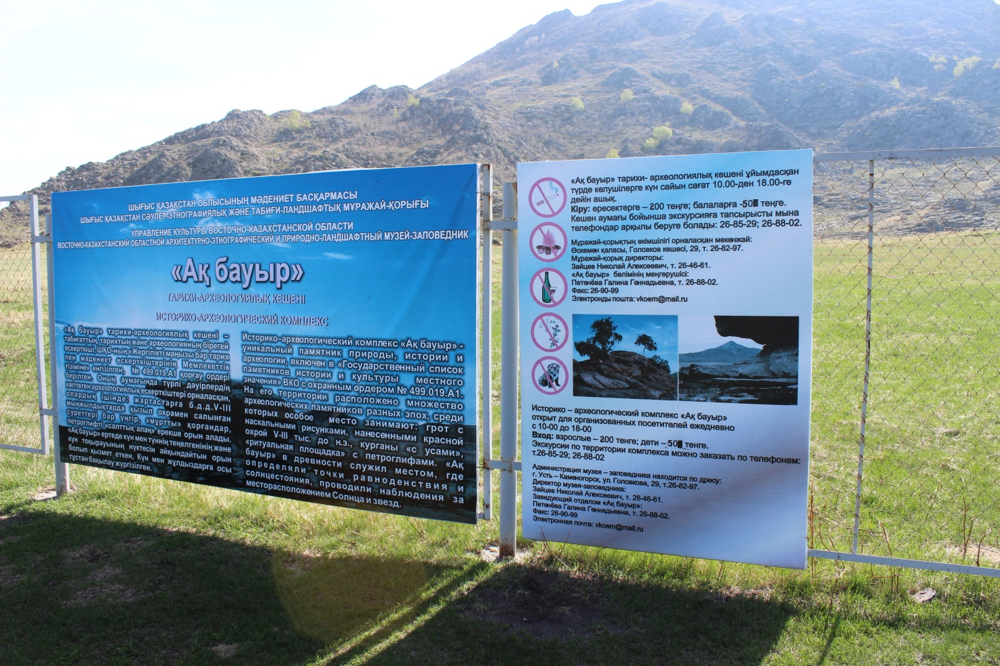 ШЫҒЫС ҚАЗАҚСТАН ОБЛЫСЫНЫҢ МӘДЕНИЕТ БАСҚАРМАСЫ
ШЫҒЫС ҚАЗАҚСТАН СӘУЛЕТ-ЭТНОГРАФИЯЛЫҚ ЖӘНЕ ТАБИҒИ-ЛАНДШАФТЫҚ МҰРАЖАЙ-ҚОРЫҒЫ
УПРАВЛЕНИЕ КУЛЬТУРЫ ВОСТОЧНО-КАЗАХСТАНСКОЙ ОБЛАСТИ
ВОСТОЧНО-КАЗАХСТАНСКИЙ ОБЛАСТНОЙ АРХИТЕКТУРНО-ЭТНОГРАФИЧЕСКИЙ И ПРИРОДНО-ЛАНДШАФТНЫЙ МУЗЕЙ-ЗАПОВЕДНИК
«Ақ бауыр»
ТАРИХИ-АРХЕОЛОГИЯЛЫҚ КЕШЕНІ
ИСТОРИКО-АРХЕОЛОГИЧЕСКИЙ КОМПЛЕКС
«Ақ бауыр» тарихи-археологиялық кешені –
табиғаттың, тарихтың және археологияның бірегей
ескерткіші, ШҚО-ның «Жергілікті маңызы бар тарих
пен мәдениет ескерткіштерінің Мемлекеттік
тізіміне» енгізілген, № 499.019.А1 қорғау ордері
берілген. Оның аумағында түрлі дәуірлердің
көптеген археологиялық ескерткіштері орналасқан,
олардың ішінде: жартастарға б.д.д.V-III
мыңжылдықтарда қызыл охрамен салынған
суреттері бар үңгір, «мұртты» қорғандар,
петроглифті «салттық алаң» ерекше орын алады.
«Ақ бауыр» ертеде күн мен түннің теңелгенінің және
күн тоқырауының нүктесін айқындайтын орын
болып қызмет еткен. Күн мен жұлдыздарға осы
тұстан бақылау жүргізілген.
Историко–археологический комплекс «Ақ бауыр» -
уникальный памятник природы, истории и
археологии, включен в «Государственный список
памятников истории и культуры местного
значения» ВКО с охранным ордером № 499.019.А1.
На его территории расположено множество
археологических памятников разных эпох, среди
которых особое место занимают: грот с
наскальными рисунками, нанесенными красной
охрой V-III тыс. до н.э., курганы «с усами»,
«ритуальная площадка» с петроглифами. «Ақ
бауыр» в древности служил местом, где
определяли точки равноденствия и
солнцестояния, проводили наблюдения за
месторасположением Солнца и звезд.
«Ақ бауыр» тарихи- археологиялық кешені ұйымдасқан
түрде келушілерге күн сайын сағат 10.00-ден 18.00-ге
дейін ашық.
Кіру: ересектерге – 200 теңге; балаларға -50 теңге.
Кешен аумағы бойынша экскурсияға тапсырысты мына
телефондар арқылы беруге болады: 26-85-29; 26-88-02.
Мұражай-қорықтың әкімшілігі орналасқан мекенжай:
Өскемен қаласы, Головков көшесі, 29, т. 26-82-97.
Мұражай-қорық директоры:
Зайцев Николай Алексеевич, т. 26-46-61.
«Ақ бауыр» бөлімінің меңгерушісі:
Петенёва Галина Геннадьевна, т. 26-88-02.
Факс: 26-90-99
Электронды пошта: vkoem@mail.ru
Историко – археологический комплекс «Ақ бауыр»
открыт для организованных посетителей ежедневно
с 10-00 до 18-00
Вход: взрослые – 200 тенге; дети – 50 тенге.
Экскурсии по территории комплекса можно заказать по телефонам:
т.26-85-29; 26-88-02
Администрация музея – заповедника находится по дресу:
г. Усть – Каменогорск, ул. Головкова, 29, т.26-82-97.
Директор музея-заповедника:
Зайцев Николай Алексеевич, т. 26-46-61.
Заведующий отделом «Ақ бауыр»:
Петенёва Галина Геннадьевна, т. 26-88-02.
Факс: 26-90-99
Электронная почта: vkoem@mail.ru